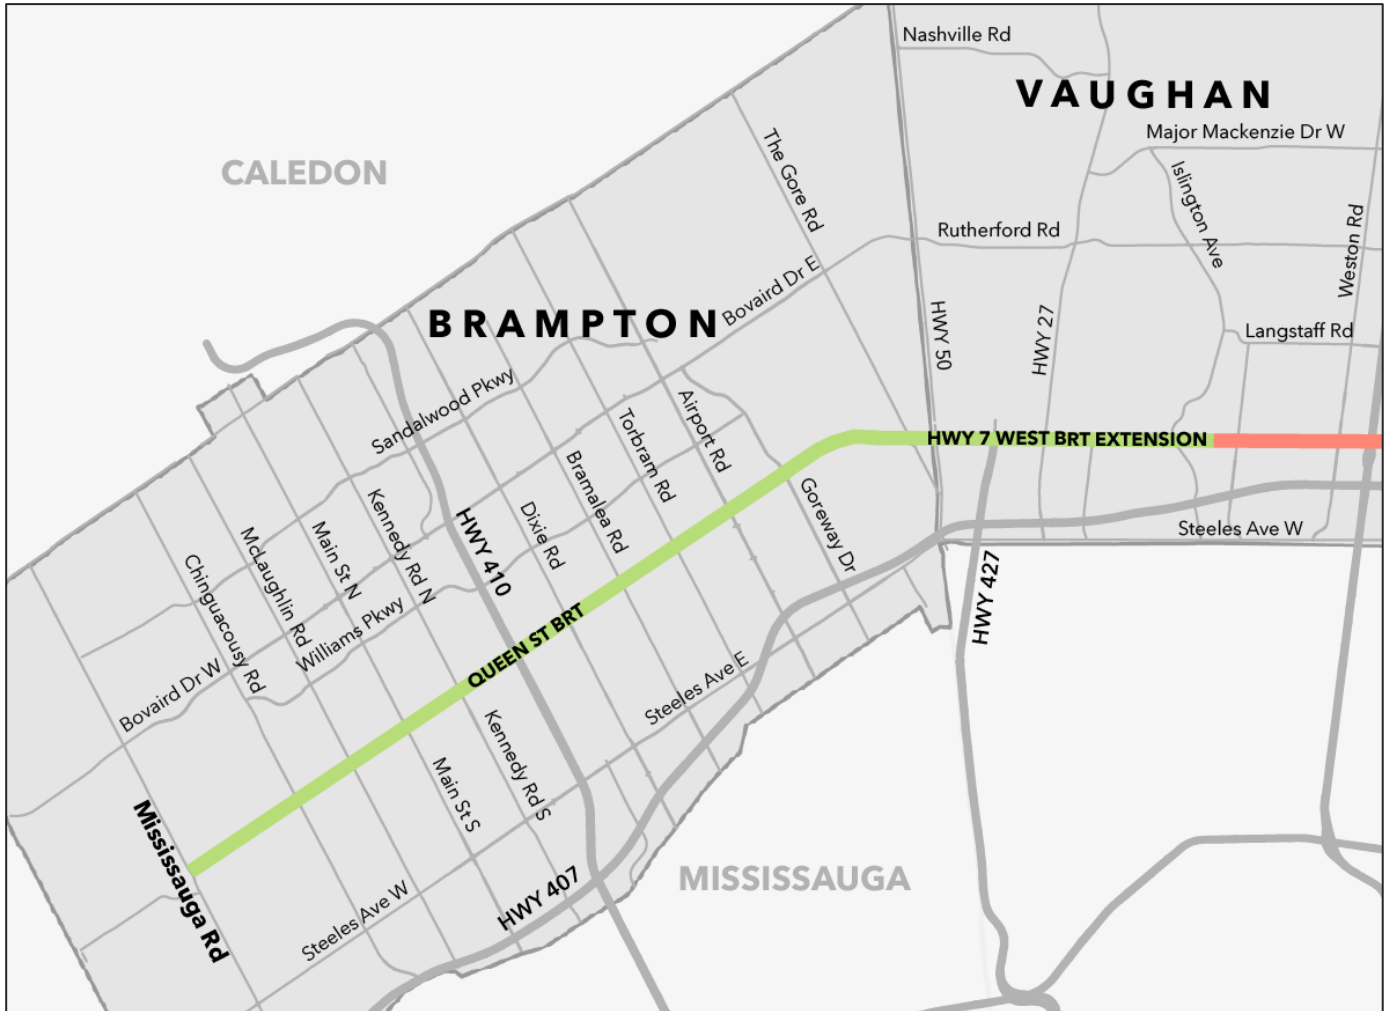 Nashville Rd
VAUGHAN
Major Mackenzie Dr W
CALEDON
The Gore Rd
Islington Ave
Weston Rd
Rutherford Rd
Bovaird Dr E
BRAMPTON
HWY 50
HWY 27
Langstaff Rd
Sandalwood Pkwy
Airport Rd
Torbram Rd
HWY 7 WEST BRT EXTENSION
Bramalea Rd
Goreway Dr
Kennedy Rd N
Dixie Rd
HWY 410
Main St N
McLaughlin Rd
Chinguacousy Rd
Steeles Ave W
HWY 427
Williams Pkwy
QUEEN ST BRT
Bovaird Dr W
Steeles Ave E
Kennedy Rd S
Main St S
Mississauga Rd
MISSISSAUGA
HWY 407
Steeles Ave W